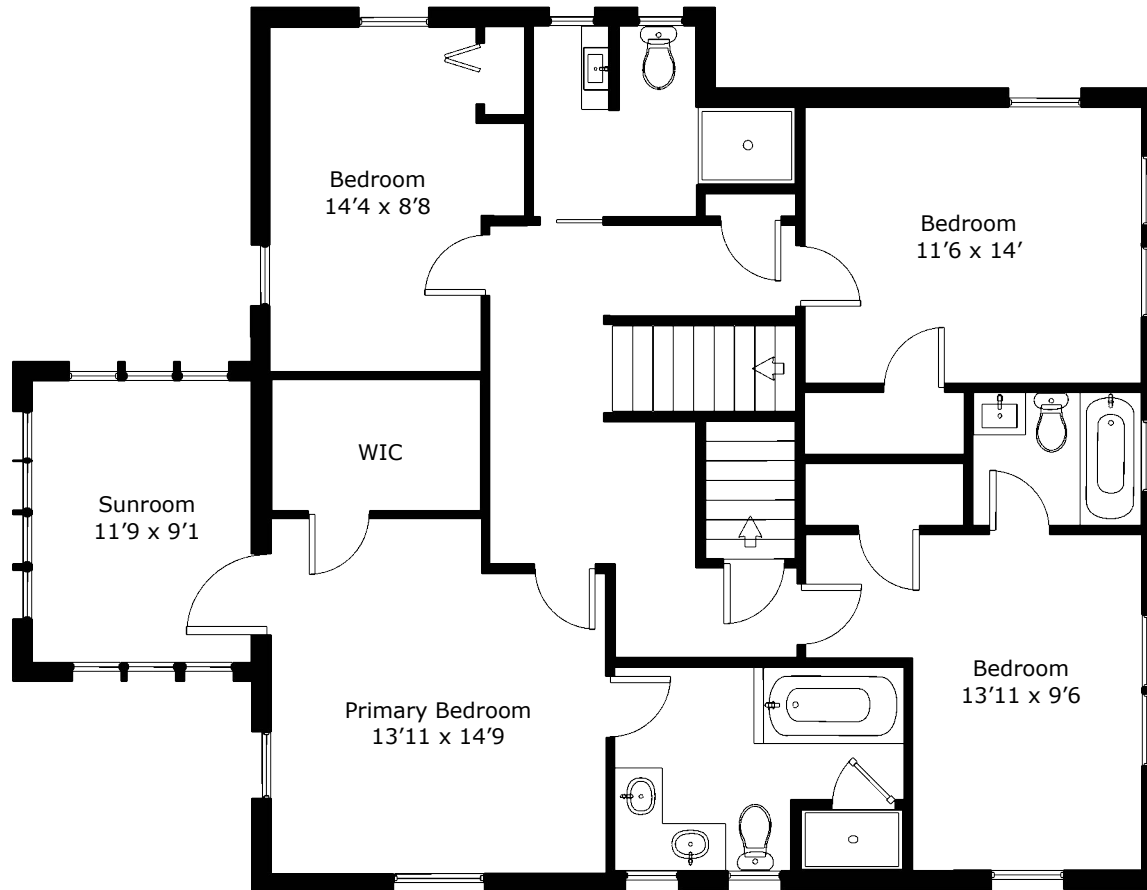 Bedroom
14'4 x 8'8
Bedroom
11'6 x 14'
WIC
Sunroom
11'9 x 9'1
Bedroom
13'11 x 9'6
Primary Bedroom
13'11 x 14'9